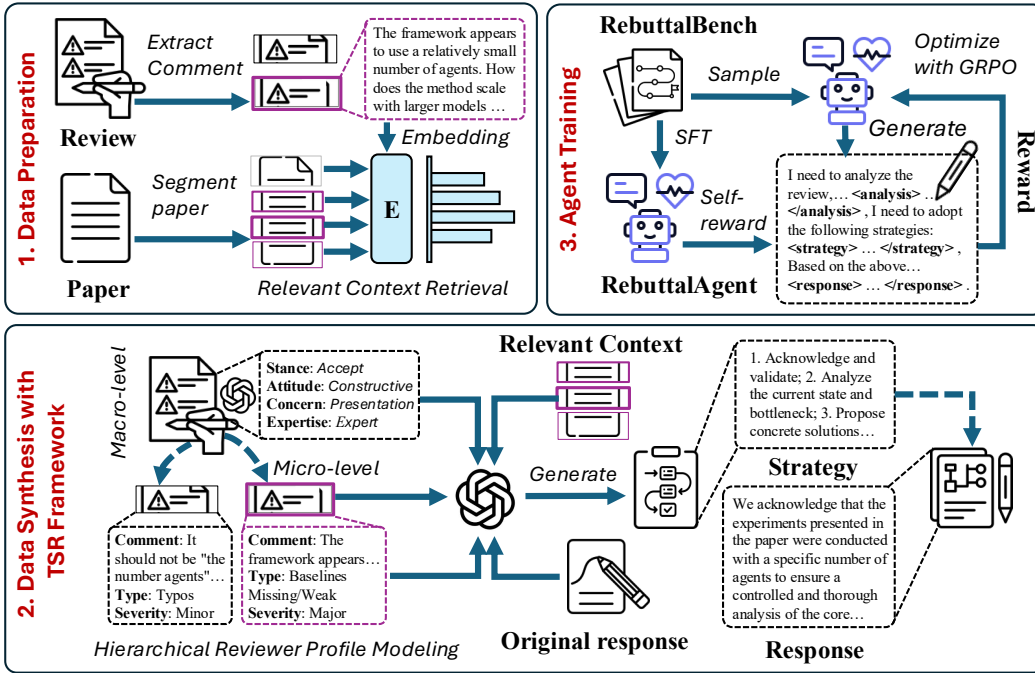 1. Data Preparation
Extract
Comment
Review
The framework appears
to use a relatively small
number of agents. How
does the method scale
with larger models …
Embedding
Segment
paper
Paper
E
Relevant Context Retrieval
3. Agent Training
RebuttalBench
Sample
Optimize
with GRPO
SFT
Generate
Reward
Self-
reward
RebuttalAgent
I need to analyze the
review,… <analysis> …
</analysis> , I need to adopt
the following strategies:
<strategy> … </strategy> ,
Based on the above…
<response> … </response> .
2. Data Synthesis with
TSR Framework
Macro-level
Stance: Accept
Attitude: Constructive
Concern: Presentation
Expertise: Expert
Micro-level
Comment: It
should not be "the
number agents"…
Type: Typos
Severity: Minor
Comment: The
framework appears…
Type: Baselines
Missing/Weak
Severity: Major
Hierarchical Reviewer Profile Modeling
Relevant Context
Generate
Original response
1. Acknowledge and
validate; 2. Analyze
the current state and
bottleneck; 3. Propose
concrete solutions…
Strategy
We acknowledge that the
experiments presented in
the paper were conducted
with a specific number of
agents to ensure a
controlled and thorough
analysis of the core…
Response